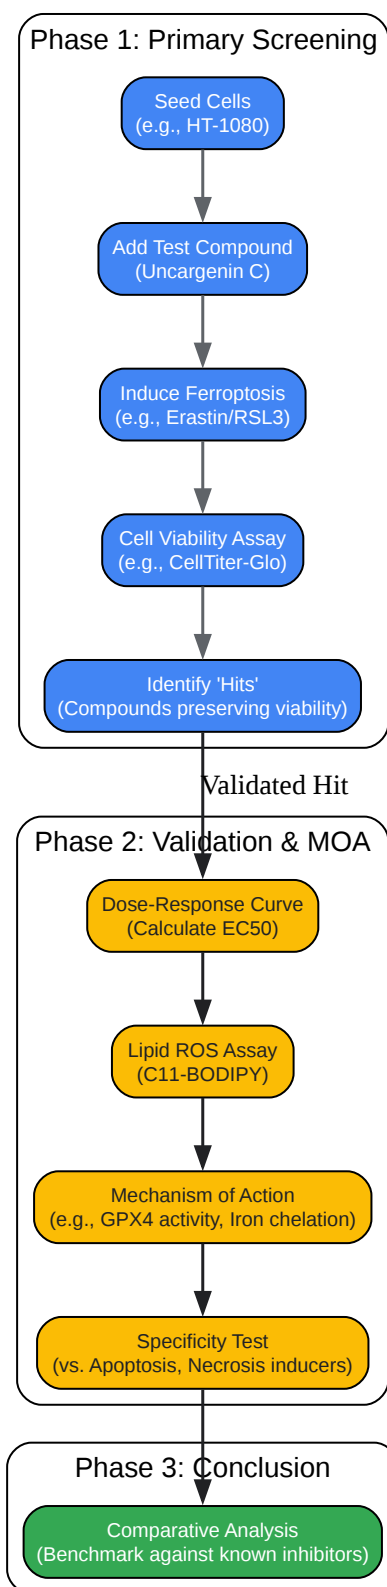 Phase 1: Primary Screening
Seed Cells
(e.g., HT-1080)
Add Test Compound
(Uncargenin C)
Induce Ferroptosis
(e.g., Erastin/RSL3)
Cell Viability Assay
(e.g., CellTiter-Glo)
Identify 'Hits'
(Compounds preserving viability)
Validated Hit
Phase 2: Validation & MOA
Dose-Response Curve
(Calculate EC50)
Lipid ROS Assay
(C11-BODIPY)
Mechanism of Action
(e.g., GPX4 activity, Iron chelation)
Specificity Test
(vs. Apoptosis, Necrosis inducers)
Phase 3: Conclusion
Comparative Analysis
(Benchmark against known inhibitors)